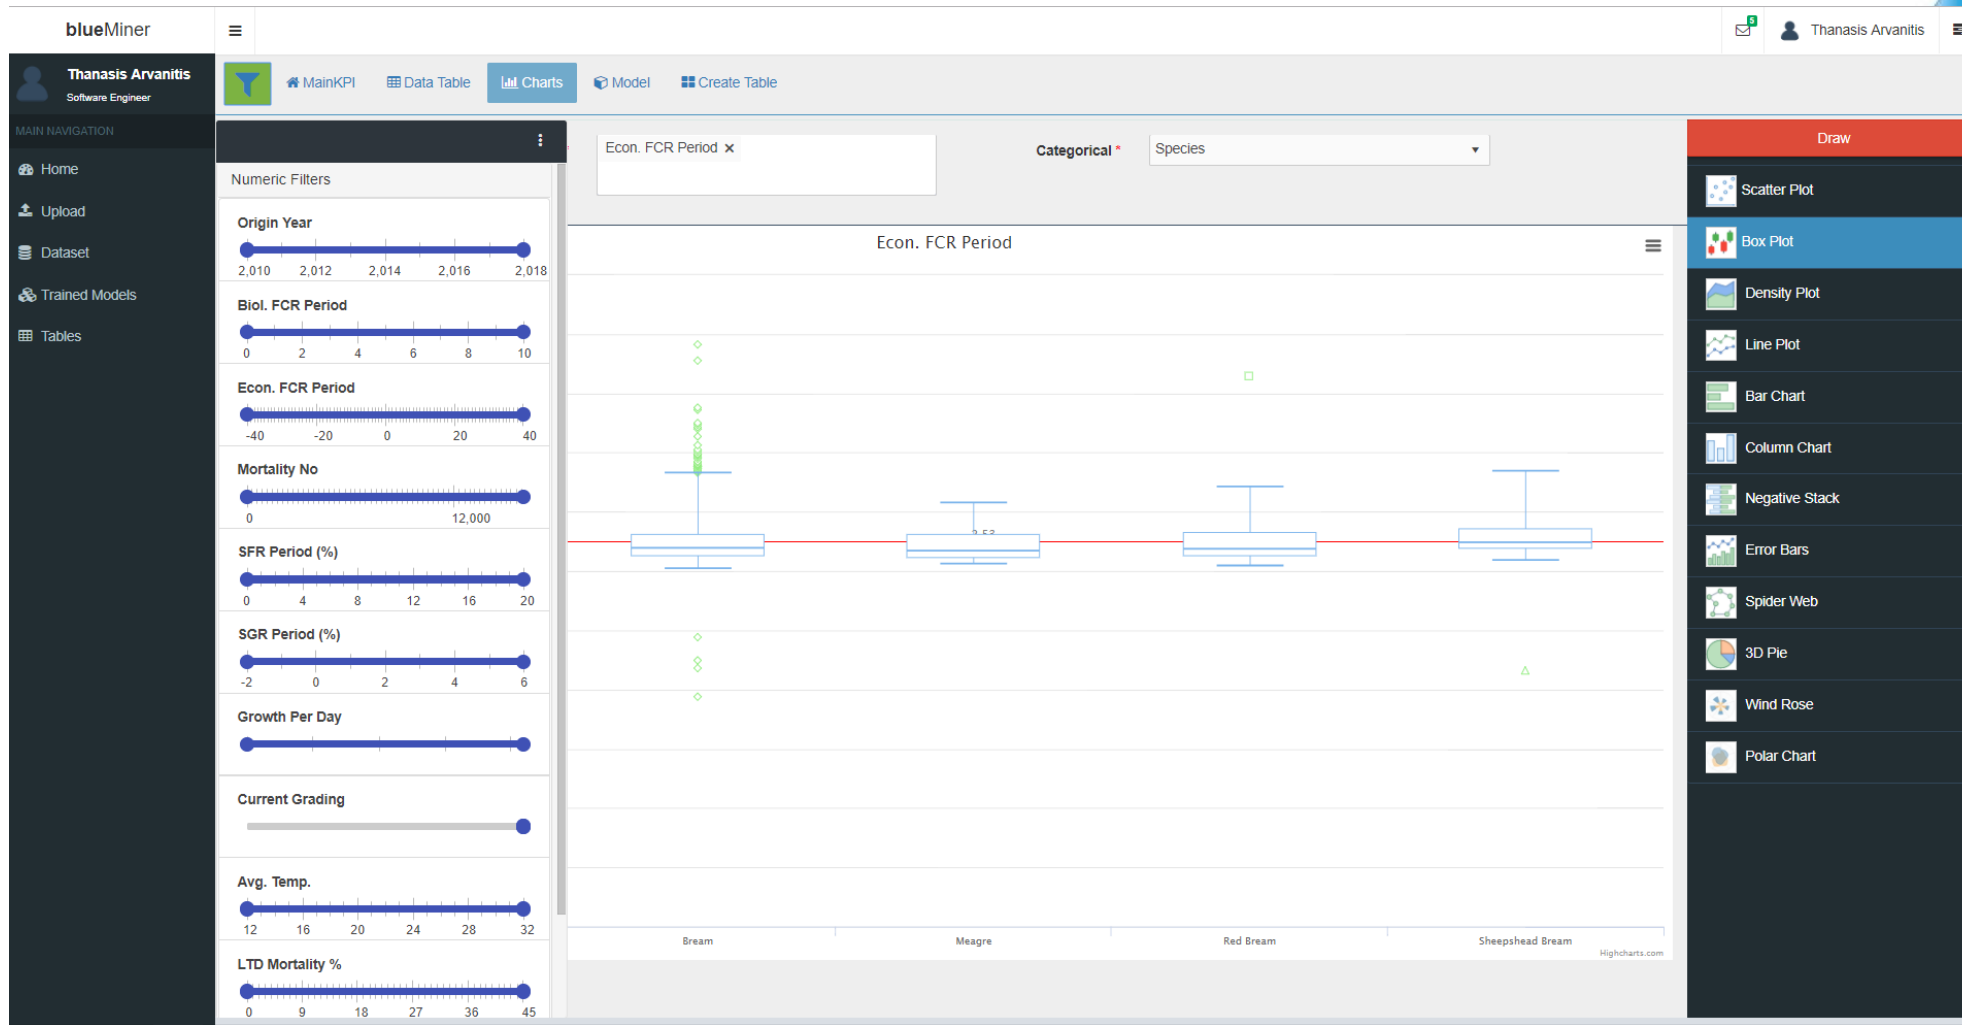 blueMiner
5
Thanasis Arvanitis
Thanasis Arvanitis
Software Engineer
MainKPI
Data Table
Charts
Model
Create Table
MAIN NAVIGATION
Home
Upload
Dataset
Trained Models
Tables
Numeric Filters
Origin Year
2,010 2,012 2,014 2,016 2,018
Biol. FCR Period
0 2 4 6 8 10
Econ. FCR Period
-40 -20 0 20 40
Mortality No
0 12,000
SFR Period (%)
0 4 8 12 16 20
SGR Period (%)
-2 0 2 4 6
Growth Per Day
Current Grading
Avg. Temp.
12 16 20 24 28 32
LTD Mortality %
0 9 18 27 36 45
* Econ. FCR Period ×
Categorical * Species
Econ. FCR Period
Bream Meagre Red Bream Sheepshead Bream
Highcharts.com
Draw
Scatter Plot
Box Plot
Density Plot
Line Plot
Bar Chart
Column Chart
Negative Stack
Error Bars
Spider Web
3D Pie
Wind Rose
Polar Chart